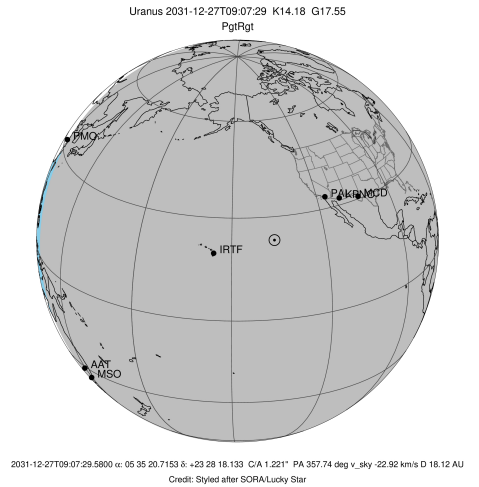 Uranus 2031-12-27T09:07:29 K14.18 G17.55
PgtRgt
PMO
PAL KPNO MCD
IRTF
AAT
MSO
2031-12-27T09:07:29.5800 α: 05 35 20.7153 δ: +23 28 18.133 C/A 1.221" PA 357.74 deg v_sky -22.92 km/s D 18.12 AU
Credit: Styled after SORA/Lucky Star